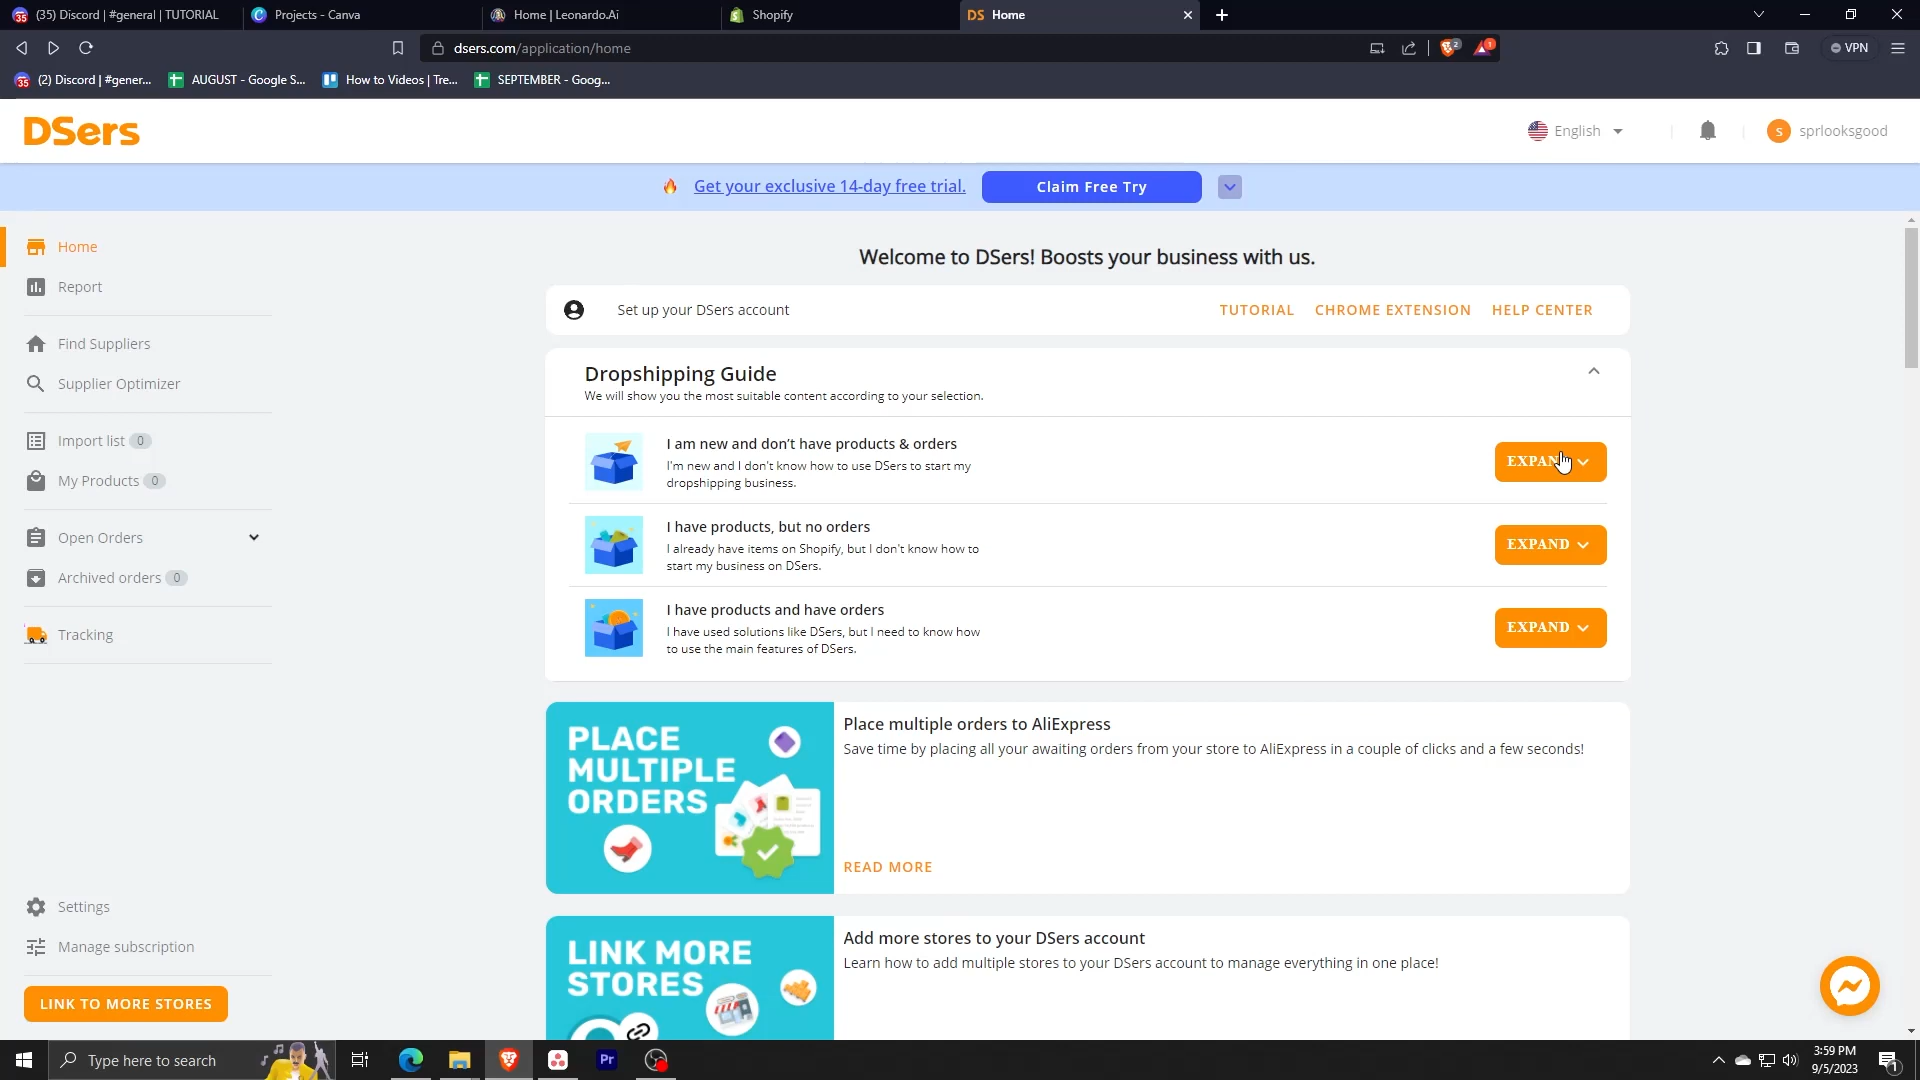 (35) Discord | #general | TUTORIAL
Projects - Canva
Home | Leonardo.Ai
Shopify
DS Home
dsers.com/application/home
2
1
VPN
(2) Discord | #gener...
AUGUST - Google S...
How to Videos | Tre...
SEPTEMBER - Goog...
DSers
English
s sprlooksgood
Get your exclusive 14-day free trial.
Claim Free Try
Home
Report
Find Suppliers
Supplier Optimizer
Import list 0
My Products 0
Open Orders
Archived orders 0
Tracking
Settings
Manage subscription
LINK TO MORE STORES
Welcome to DSers! Boosts your business with us.
Set up your DSers account
TUTORIAL
CHROME EXTENSION
HELP CENTER
Dropshipping Guide
We will show you the most suitable content according to your selection.
I am new and don’t have products & orders
I'm new and I don't know how to use DSers to start my
dropshipping business.
EXPAND
I have products, but no orders
I already have items on Shopify, but I don't know how to
start my business on DSers.
EXPAND
I have products and have orders
I have used solutions like DSers, but I need to know how
to use the main features of DSers.
EXPAND
PLACE
MULTIPLE
ORDERS
Place multiple orders to AliExpress
Save time by placing all your awaiting orders from your store to AliExpress in a couple of clicks and a few seconds!
READ MORE
LINK MORE
STORES
Add more stores to your DSers account
Learn how to add multiple stores to your DSers account to manage everything in one place!
Type here to search
Pr
3:59 PM
9/5/2023
1